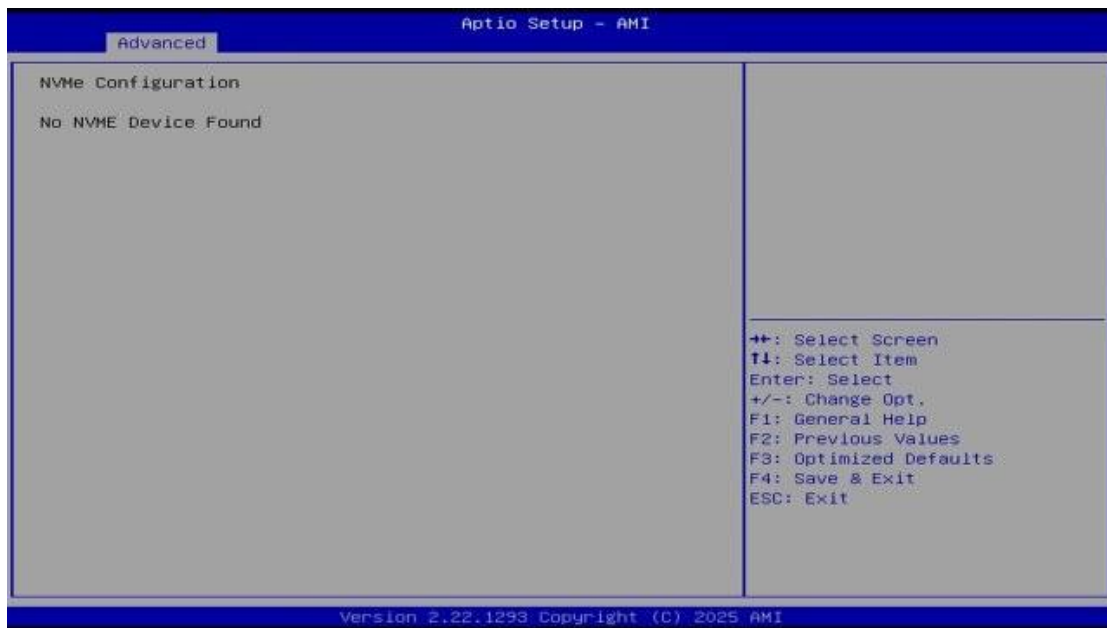 Aptio Setup - AMI
Advanced
NVMe Configuration
No NVME Device Found
→←: Select Screen
↑↓: Select Item
Enter: Select
+/-: Change Opt.
F1: General Help
F2: Previous Values
F3: Optimized Defaults
F4: Save & Exit
ESC: Exit
Version 2.22.1293 Copyright (C) 2025 AMI